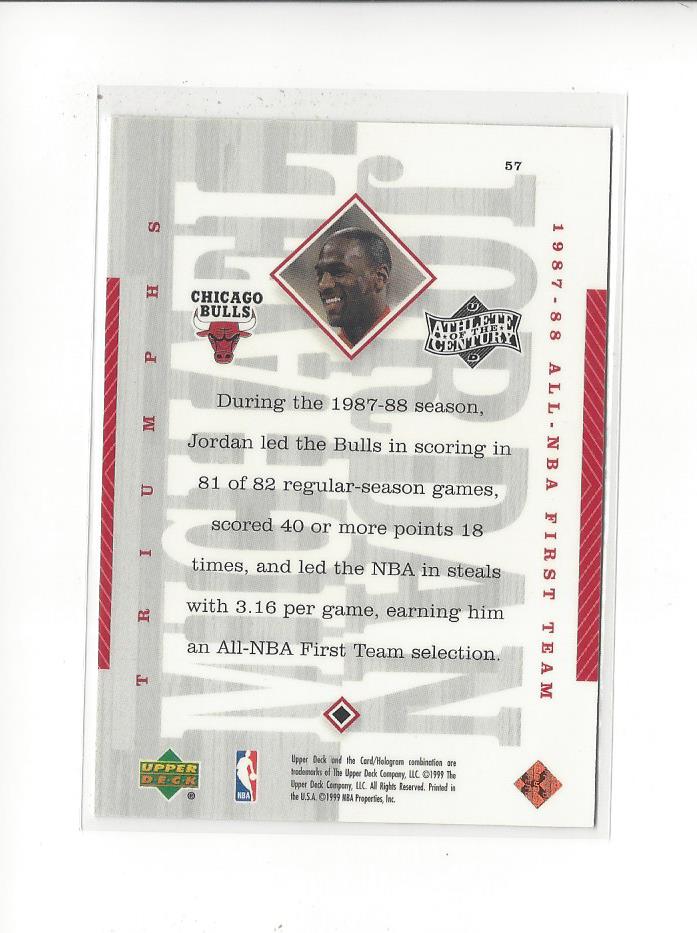 57
MICHAEL
JORDAN
TRIUMPHS
1987-88 ALL-NBA FIRST TEAM
CHICAGO
BULLS
U
ATHLETE
OF THE
CENTURY
D
During the 1987-88 season,
Jordan led the Bulls in scoring in
81 of 82 regular-season games,
scored 40 or more points 18
times, and led the NBA in steals
with 3.16 per game, earning him
an All-NBA First Team selection.
UPPER
DECK
®
NBA
Upper Deck and the Card/Hologram combination are
trademarks of The Upper Deck Company, LLC. ©1999 The
Upper Deck Company, LLC. All Rights Reserved. Printed in
the U.S.A. ©1999 NBA Properties, Inc.